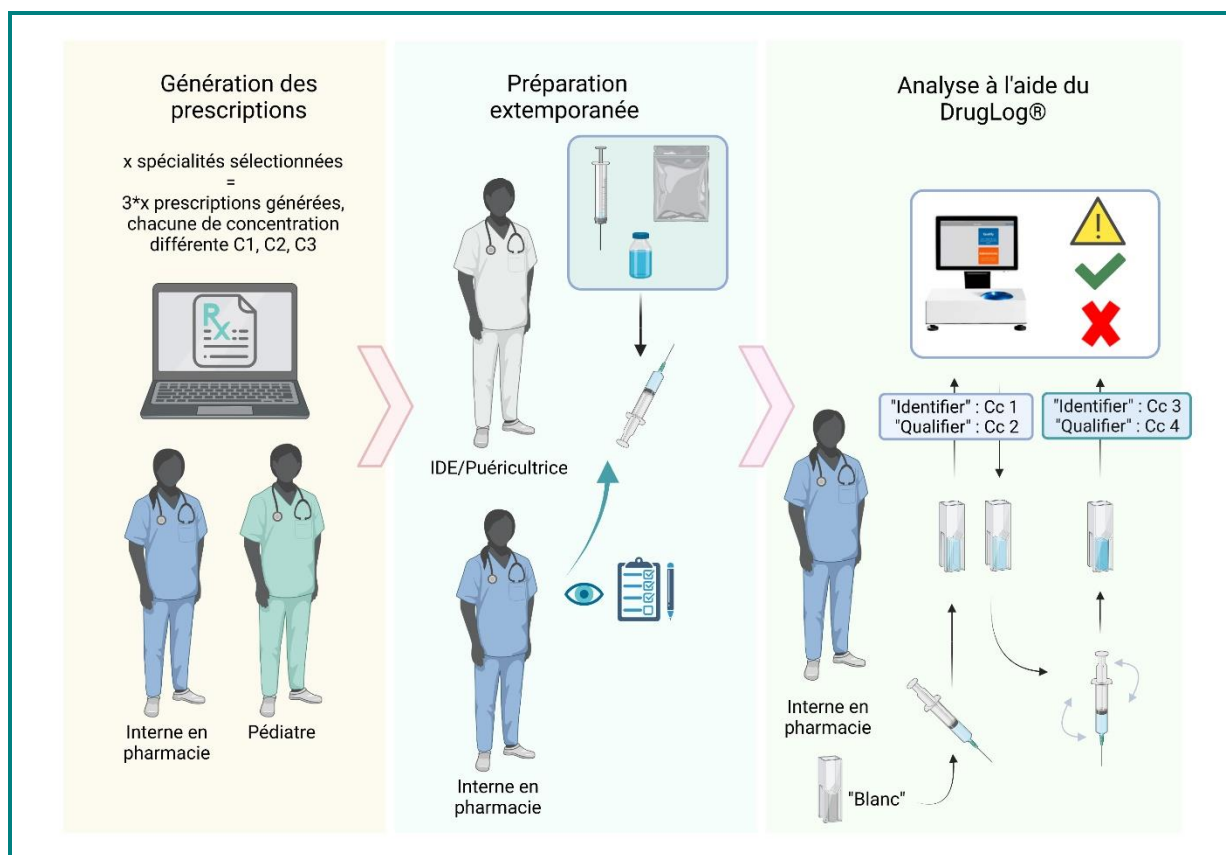 Génération des
prescriptions
x spécialités sélectionnées
=
3*x prescriptions générées,
chacune de concentration
différente C1, C2, C3
Rx
Interne en
pharmacie
Pédiatre
Préparation
extemporanée
IDE/Puéricultrice
Interne en
pharmacie
Analyse à l'aide du
DrugLog®
"Identifier" : Cc 1
"Qualifier" : Cc 2
"Identifier" : Cc 3
"Qualifier" : Cc 4
Interne en
pharmacie
"Blanc"